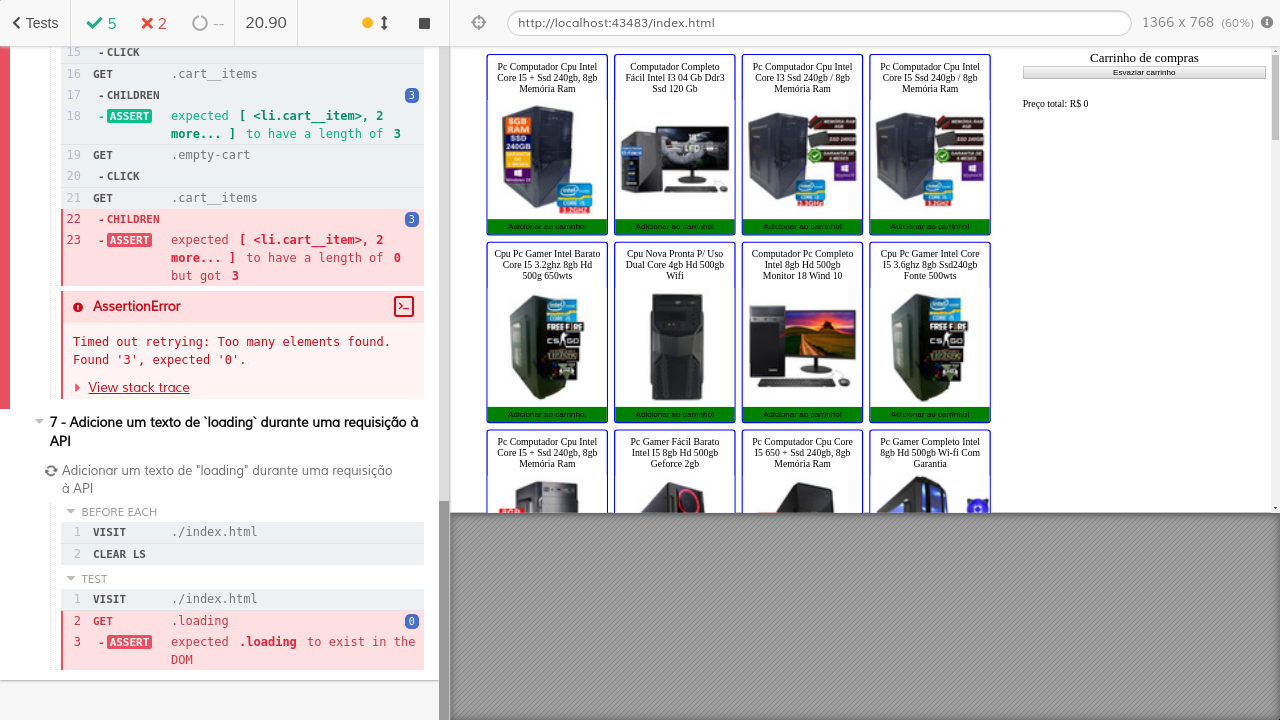 Tests
5
2
--
20.90
http://localhost:43483/index.html
1366 x 768 (60%)
15 -CLICK
16 GET .cart__items
17 -CHILDREN 3
18 -ASSERT expected [ <li.cart__item>, 2
more... ] to have a length of 3
19 GET .empty-cart
20 -CLICK
21 GET .cart__items
22 -CHILDREN 3
23 -ASSERT expected [ <li.cart__item>, 2
more... ] to have a length of 0
but got 3
AssertionError
Timed out retrying: Too many elements found.
Found '3', expected '0'.
View stack trace
7 - Adicione um texto de `loading` durante uma requisição à
API
Adicionar um texto de "loading" durante uma requisição
à API
BEFORE EACH
1 VISIT ./index.html
2 CLEAR LS
TEST
1 VISIT ./index.html
2 GET .loading 0
3 -ASSERT expected .loading to exist in the
DOM
Pc Computador Cpu Intel
Core I5 + Ssd 240gb, 8gb
Memória Ram
8GB
RAM
SSD
240GB
Adicionar ao carrinho!
Computador Completo
Fácil Intel I3 04 Gb Ddr3
Ssd 120 Gb
Adicionar ao carrinho!
Pc Computador Cpu Intel
Core I3 Ssd 240gb / 8gb
Memória Ram
Adicionar ao carrinho!
Pc Computador Cpu Intel
Core I5 Ssd 240gb / 8gb
Memória Ram
Adicionar ao carrinho!
Cpu Pc Gamer Intel Barato
Core I5 3.2ghz 8gb Hd
500g 650wts
FREE FIRE
CS:GO
Adicionar ao carrinho!
Cpu Nova Pronta P/ Uso
Dual Core 4gb Hd 500gb
Wifi
Adicionar ao carrinho!
Computador Pc Completo
Intel 8gb Hd 500gb
Monitor 18 Wind 10
Adicionar ao carrinho!
Cpu Pc Gamer Intel Core
I5 3.6ghz 8gb Ssd240gb
Fonte 500wts
FREE FIRE
CS:GO
Adicionar ao carrinho!
Pc Computador Cpu Intel
Core I5 + Ssd 240gb, 8gb
Memória Ram
Pc Gamer Fácil Barato
Intel I5 8gb Hd 500gb
Geforce 2gb
Pc Computador Cpu Core
I5 650 + Ssd 240gb, 8gb
Memória Ram
Pc Gamer Completo Intel
8gb Hd 500gb Wi-fi Com
Garantia
Carrinho de compras
Esvaziar carrinho
Preço total: R$ 0